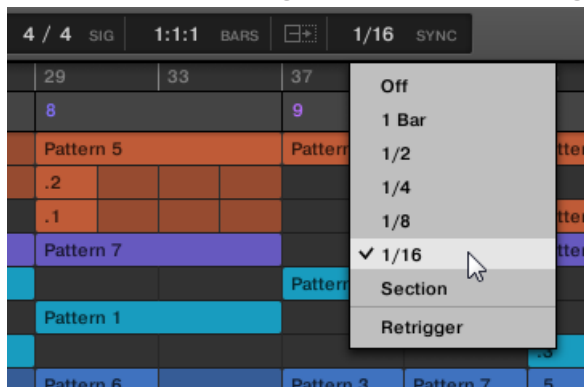 4 / 4 SIG 1:1:1 BARS 1/16 SYNC
29 33 37
8 9
Pattern 5 Pattern
.2
.1
Pattern 7
Pattern
Pattern 1
.3
Pattern 6 Pattern 3 Pattern 7 .5
Off
1 Bar
1/2
1/4
1/8
1/16
Section
Retrigger